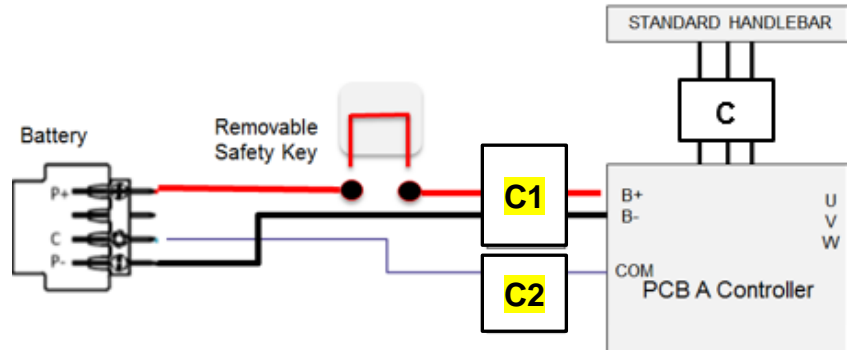 STANDARD HANDLEBAR
C
Battery
Removable
Safety Key
P+
C
P-
C1
C2
B+
B-
COM
U
V
W
PCB A Controller